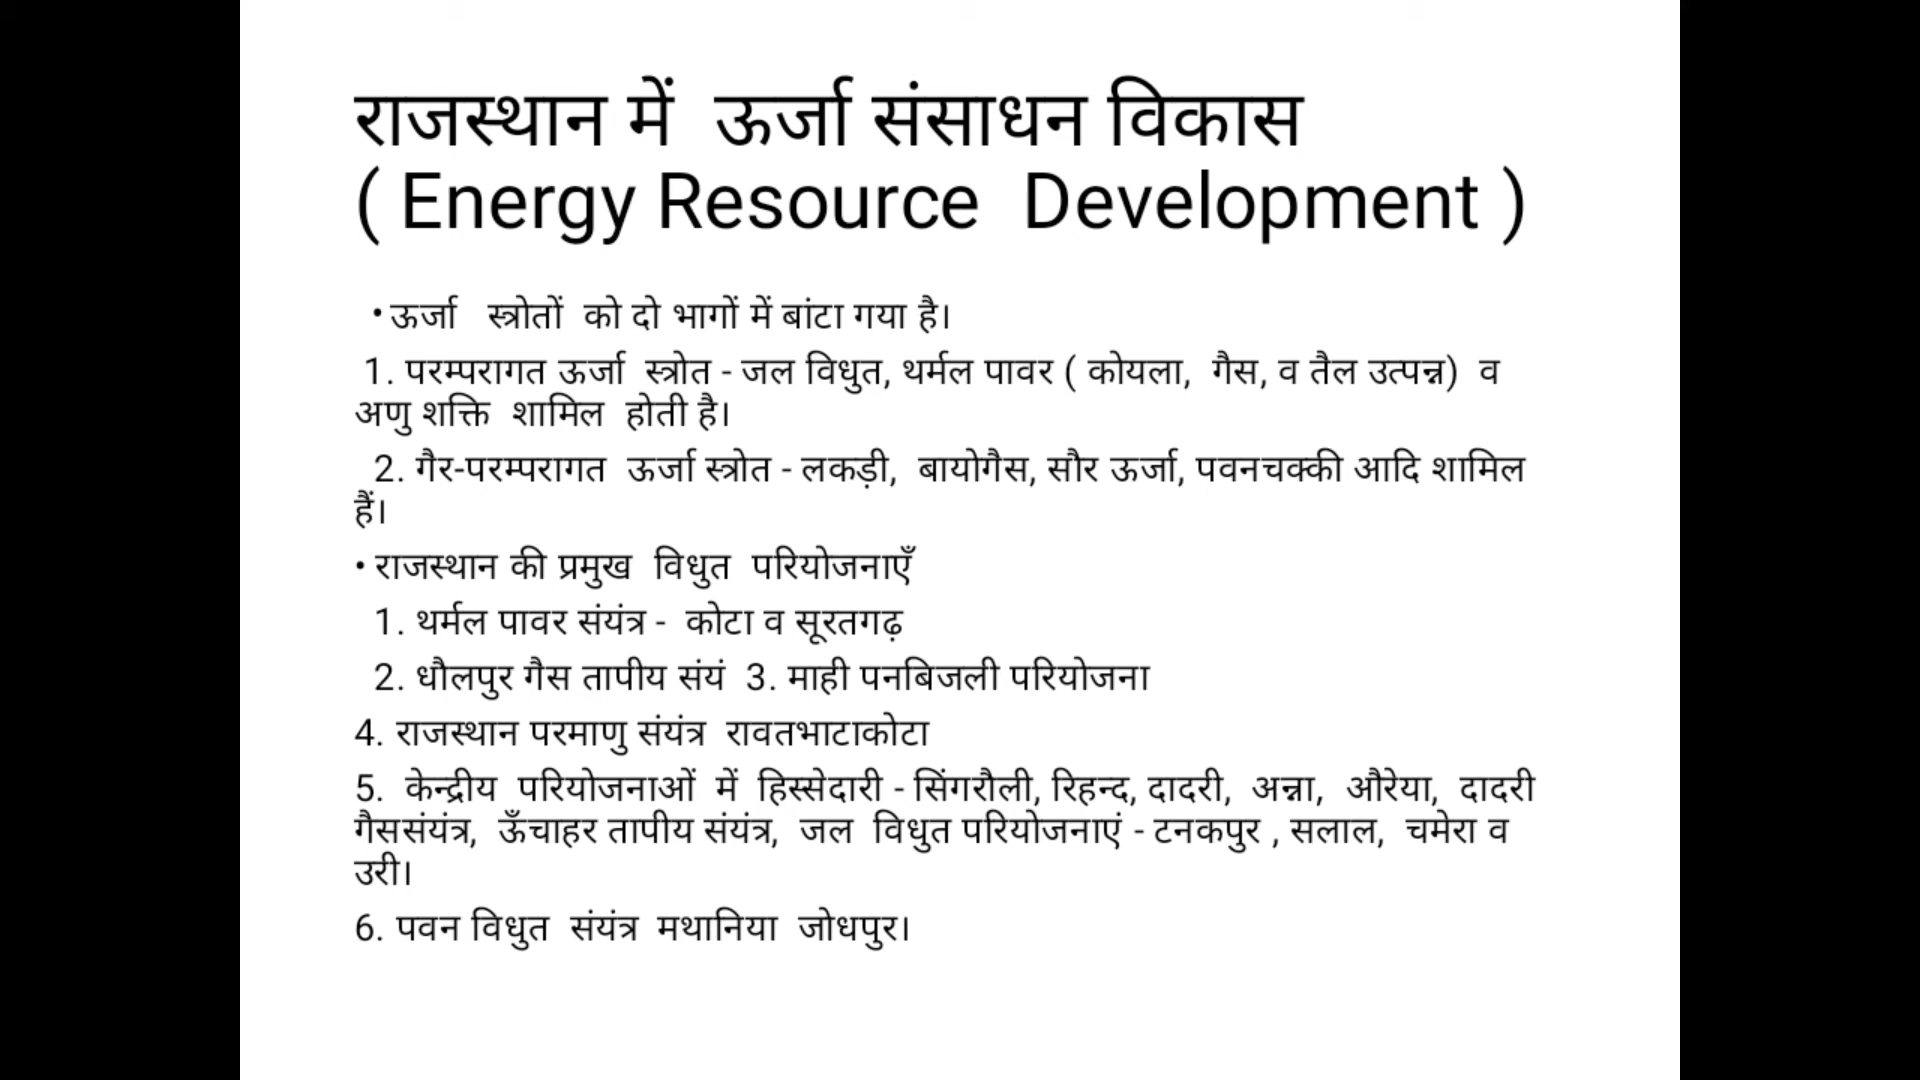 राजस्थान में ऊर्जा संसाधन विकास
( Energy Resource Development )
•ऊर्जा स्त्रोतों को दो भागों में बांटा गया है।
1. परम्परागत ऊर्जा स्त्रोत - जल विधुत, थर्मल पावर ( कोयला, गैस, व तैल उत्पन्न) व
अणु शक्ति शामिल होती है।
2. गैर-परम्परागत ऊर्जा स्त्रोत - लकड़ी, बायोगैस, सौर ऊर्जा, पवनचक्की आदि शामिल
हैं।
• राजस्थान की प्रमुख विधुत परियोजनाएँ
1. थर्मल पावर संयंत्र - कोटा व सूरतगढ़
2. धौलपुर गैस तापीय संयं 3. माही पनबिजली परियोजना
4. राजस्थान परमाणु संयंत्र रावतभाटाकोटा
5. केन्द्रीय परियोजनाओं में हिस्सेदारी - सिंगरौली, रिहन्द, दादरी, अन्ना, औरेया, दादरी
गैससंयंत्र, ऊँचाहर तापीय संयंत्र, जल विधुत परियोजनाएं - टनकपुर , सलाल, चमेरा व
उरी।
6. पवन विधुत संयंत्र मथानिया जोधपुर।